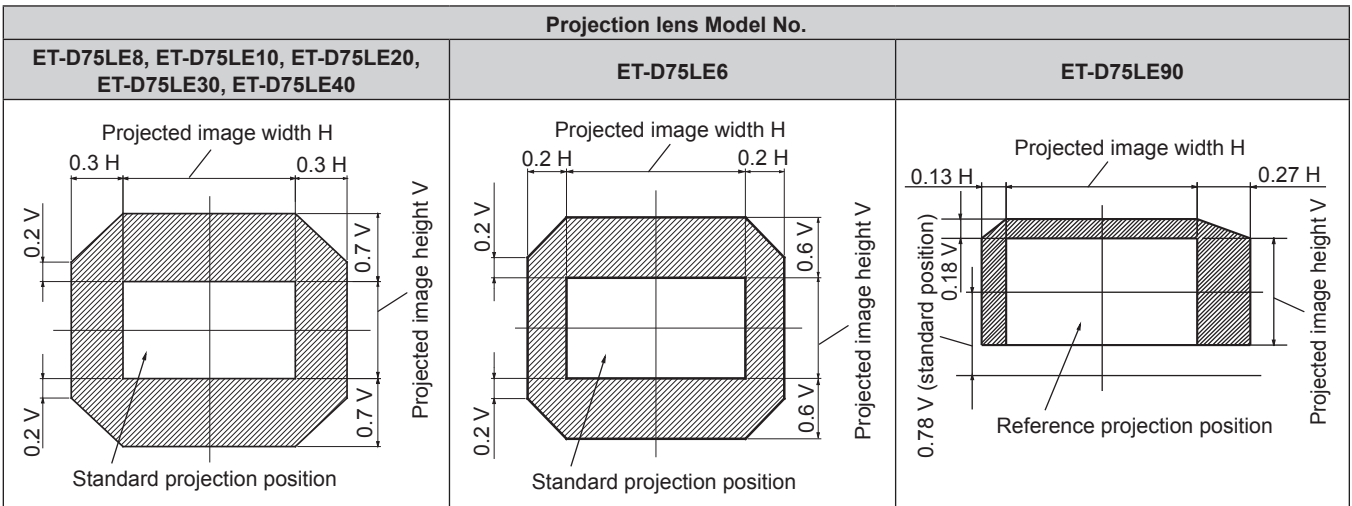 Projection lens Model No.
ET-D75LE8, ET-D75LE10, ET-D75LE20,
ET-D75LE30, ET-D75LE40
ET-D75LE6
ET-D75LE90
Projected image width H
0.3 H
0.3 H
0.2 V
0.7 V
Projected image height V
0.2 V
0.7 V
Standard projection position
Projected image width H
0.2 H
0.2 H
0.2 V
0.6 V
Projected image height V
0.2 V
0.6 V
Standard projection position
Projected image width H
0.13 H
0.27 H
0.18 V
0.78 V (standard position)
Projected image height V
Reference projection position